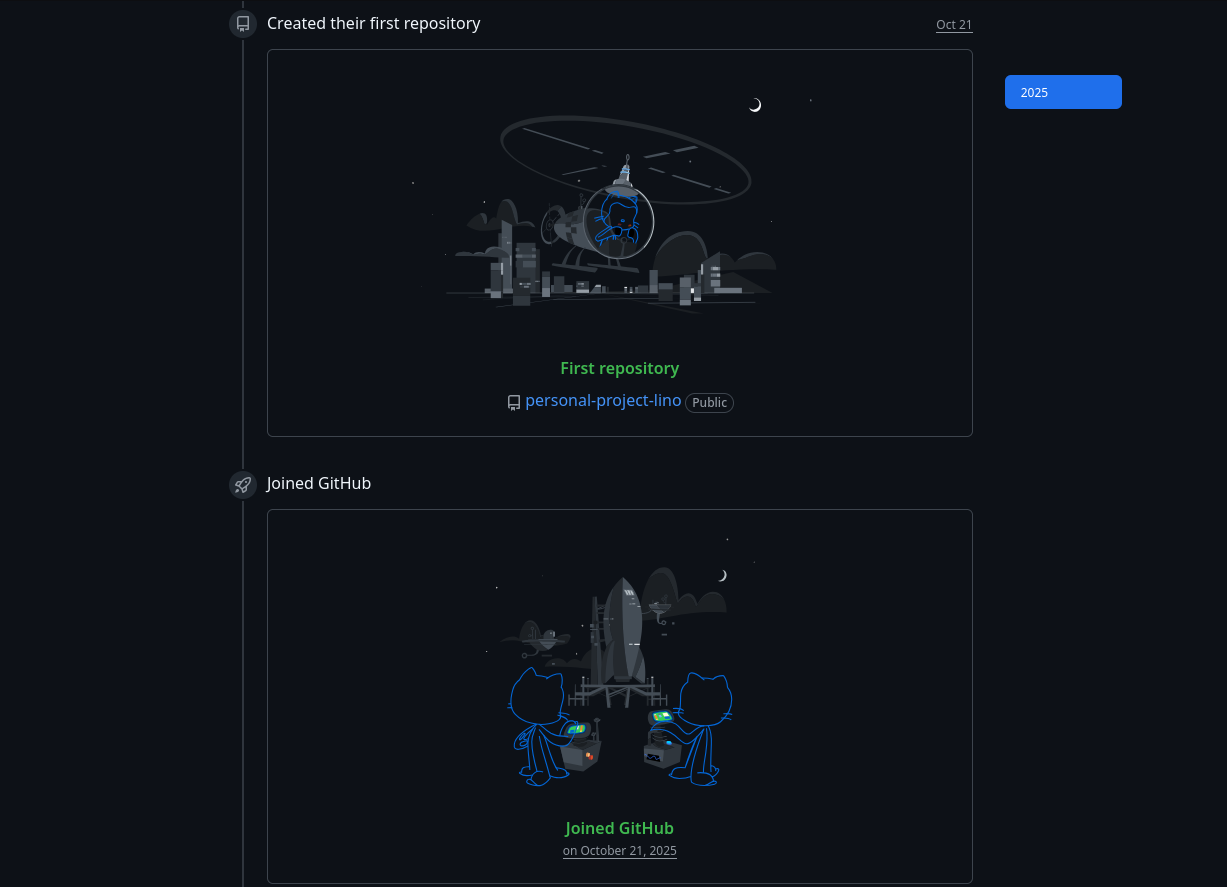 Created their first repository
Oct 21
2025
First repository
personal-project-lino Public
Joined GitHub
Joined GitHub
on October 21, 2025